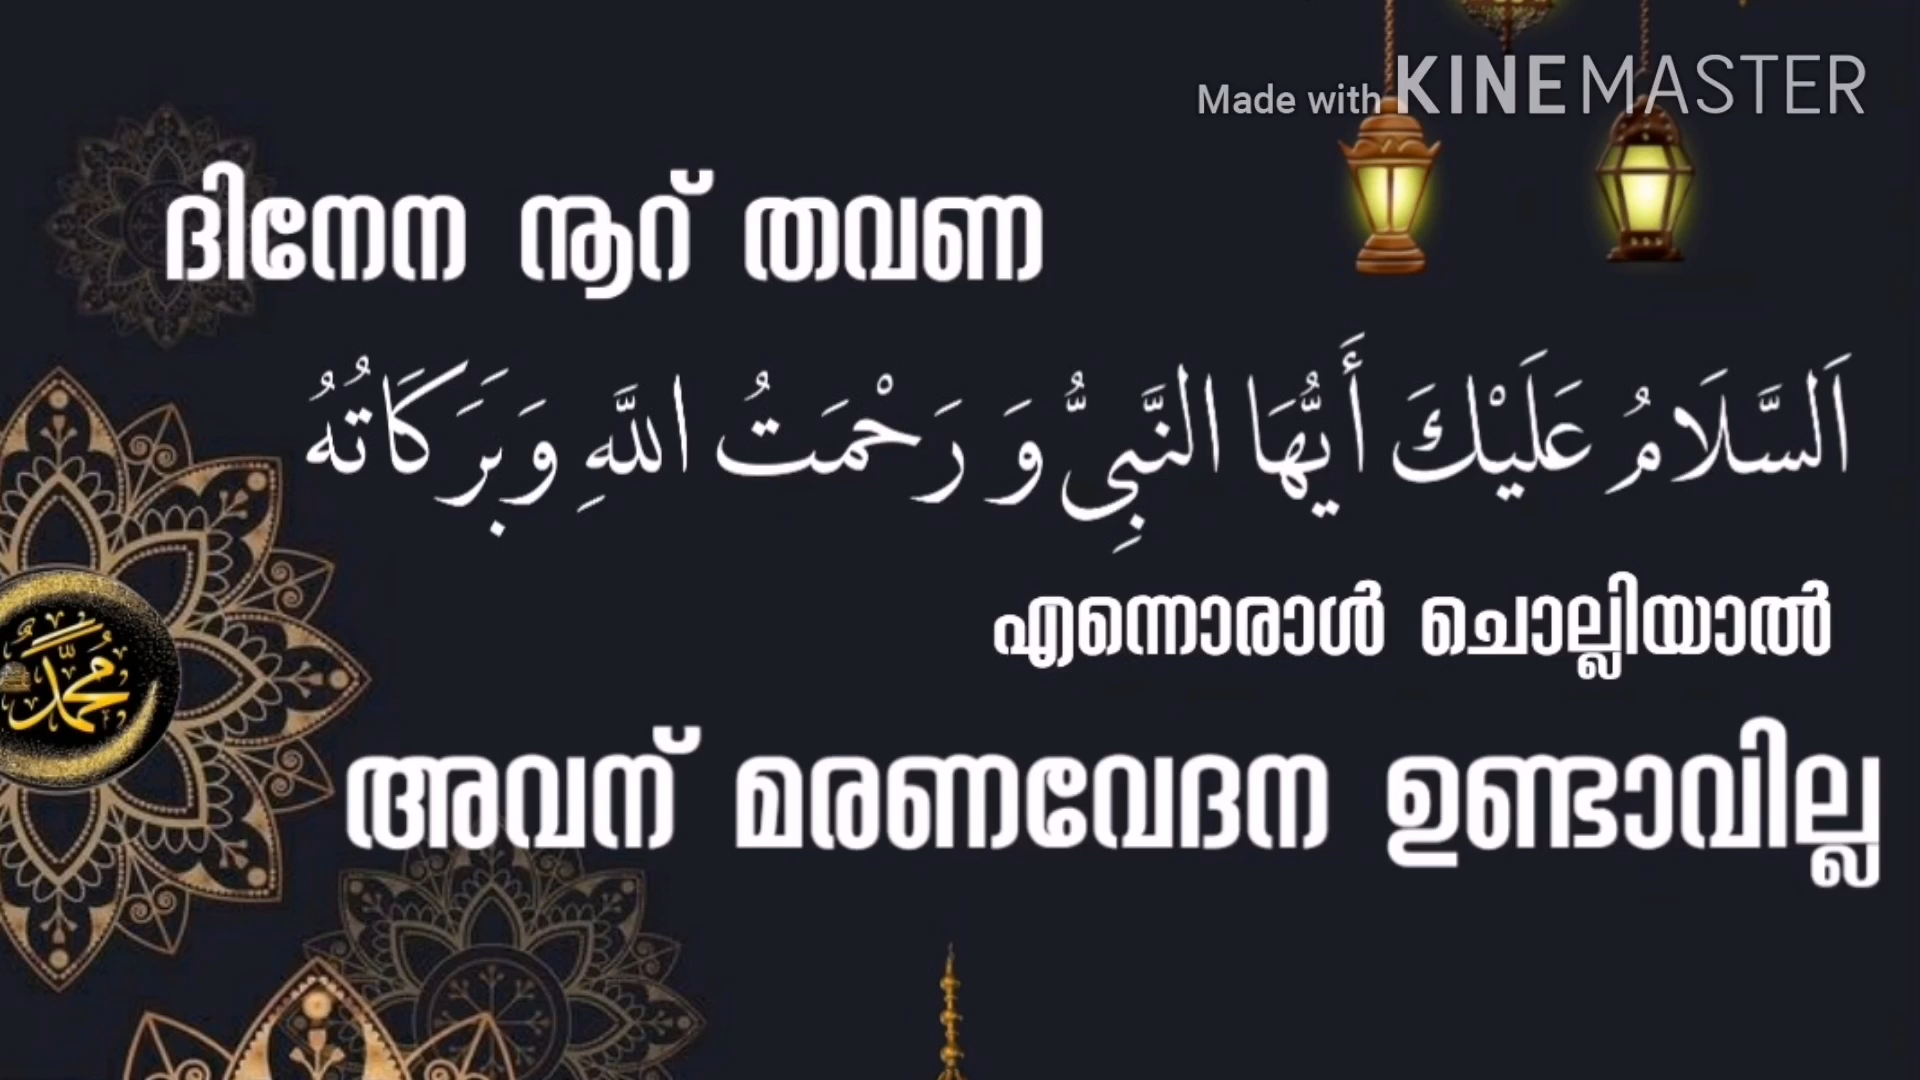 Made with KINEMASTER
ദിനേന നൂറ് തവണ
اَلسَّلَامُ عَلَيْكَ أَيُّهَا النَّبِيُّ وَ رَحْمَتُ اللَّهِ وَبَرَكَاتُهُ
എന്നൊരാൾ ചൊല്ലിയാൽ
مُحَمَّدٌ
അവന് മരണവേദന ഉണ്ടാവില്ല